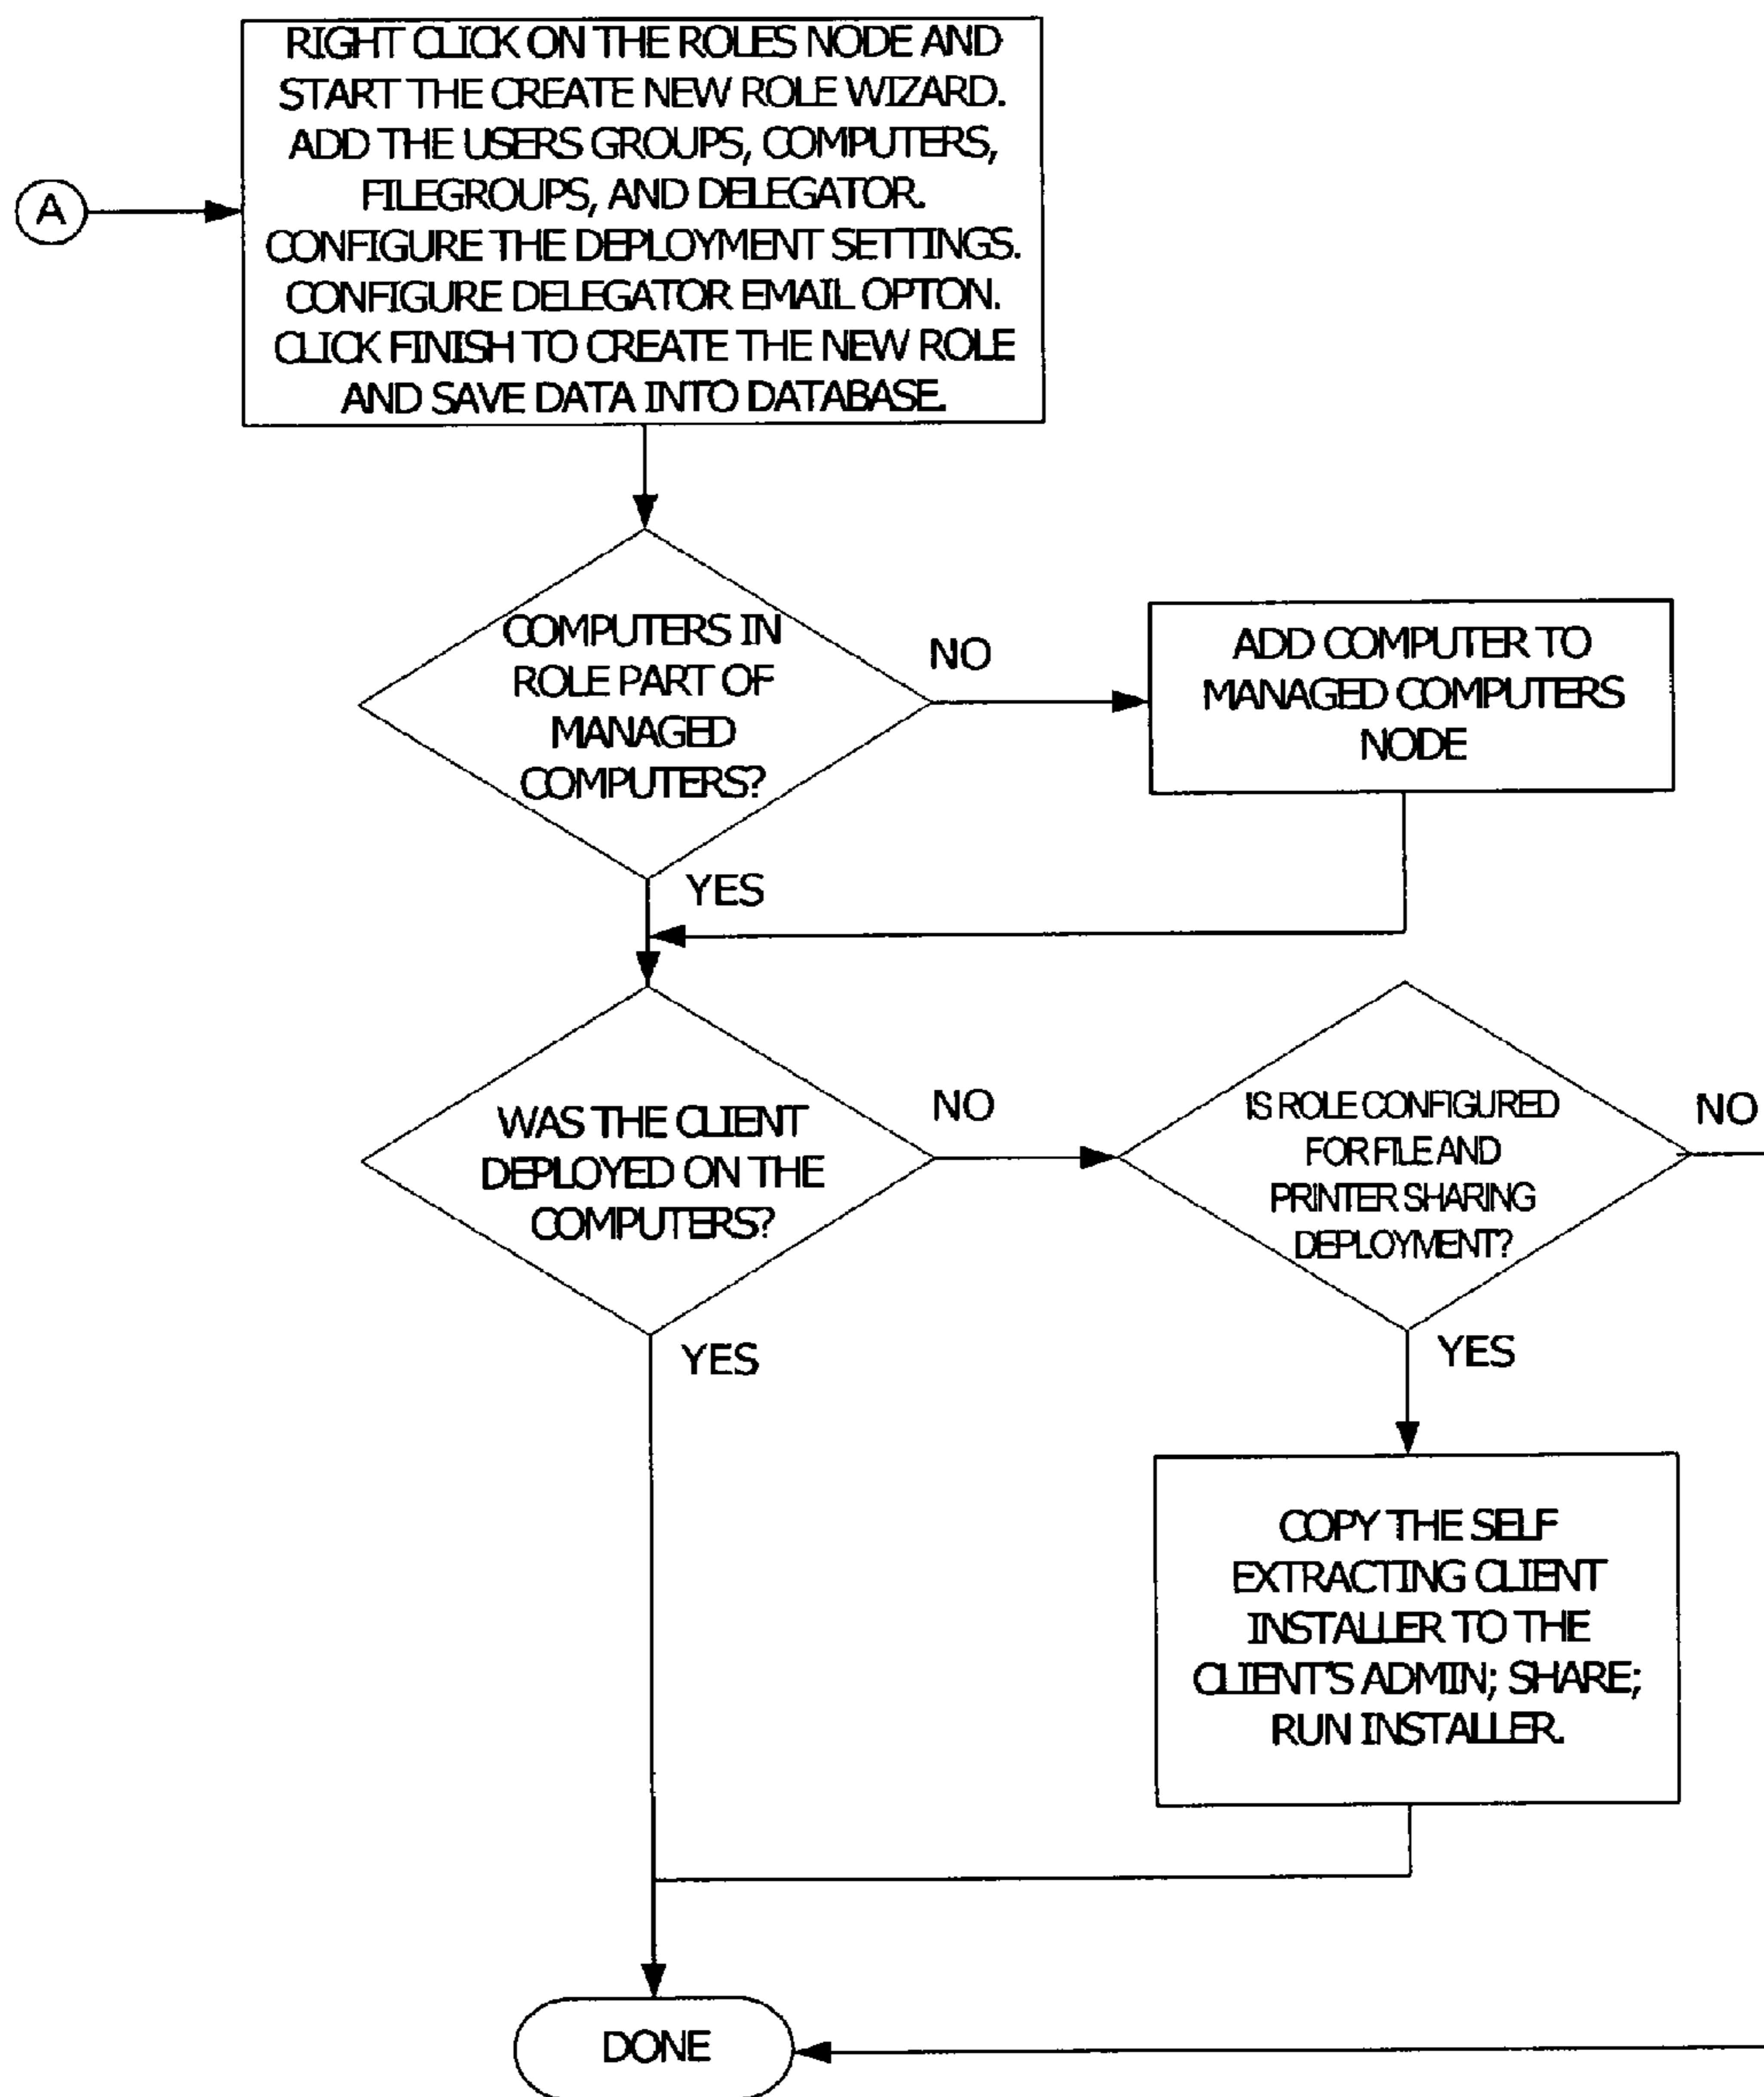 RIGHT CLICK ON THE ROLES NODE AND
START THE CREATE NEW ROLE WIZARD.
ADD THE USERS GROUPS, COMPUTERS,
FILEGROUPS, AND DELEGATOR.
CONFIGURE THE DEPLOYMENT SETTINGS.
CONFIGURE DELEGATOR EMAIL OPTON.
CLICK FINISH TO CREATE THE NEW ROLE
AND SAVE DATA INTO DATABASE.
A
COMPUTERS IN
ROLE PART OF
MANAGED
COMPUTERS?
NO
ADD COMPUTER TO
MANAGED COMPUTERS
NODE
YES
WAS THE CLIENT
DEPLOYED ON THE
COMPUTERS?
NO
IS ROLE CONFIGURED
FOR FILE AND
PRINTER SHARING
DEPLOYMENT?
NO
YES
YES
COPY THE SELF
EXTRACTING CLIENT
INSTALLER TO THE
CLIENT'S ADMIN; SHARE;
RUN INSTALLER.
DONE